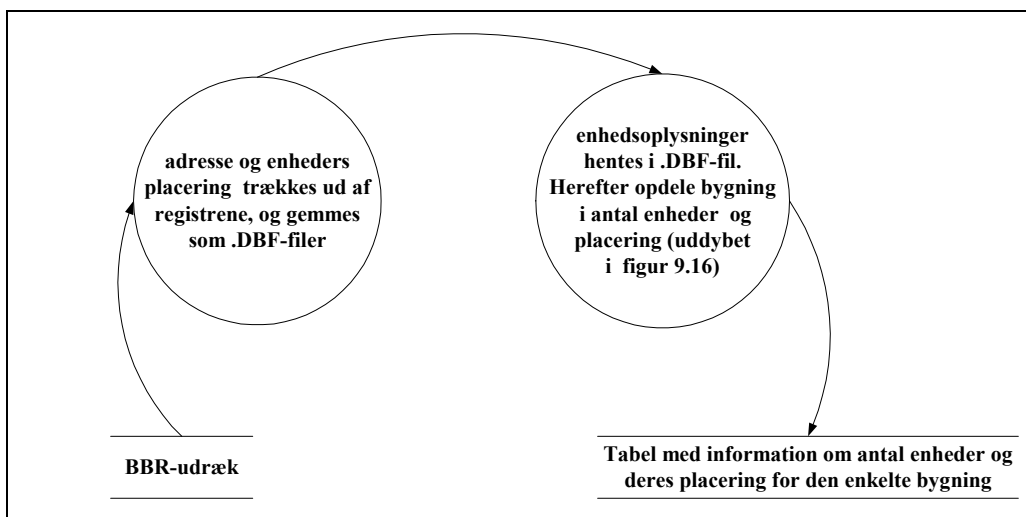 adresse og enheders
placering trækkes ud af
registrene, og gemmes
som .DBF-filer
enhedsoplysninger
hentes i .DBF-fil.
Herefter opdele bygning
i antal enheder og
placering (uddybet
i figur 9.16)
BBR-udræk
Tabel med information om antal enheder og
deres placering for den enkelte bygning